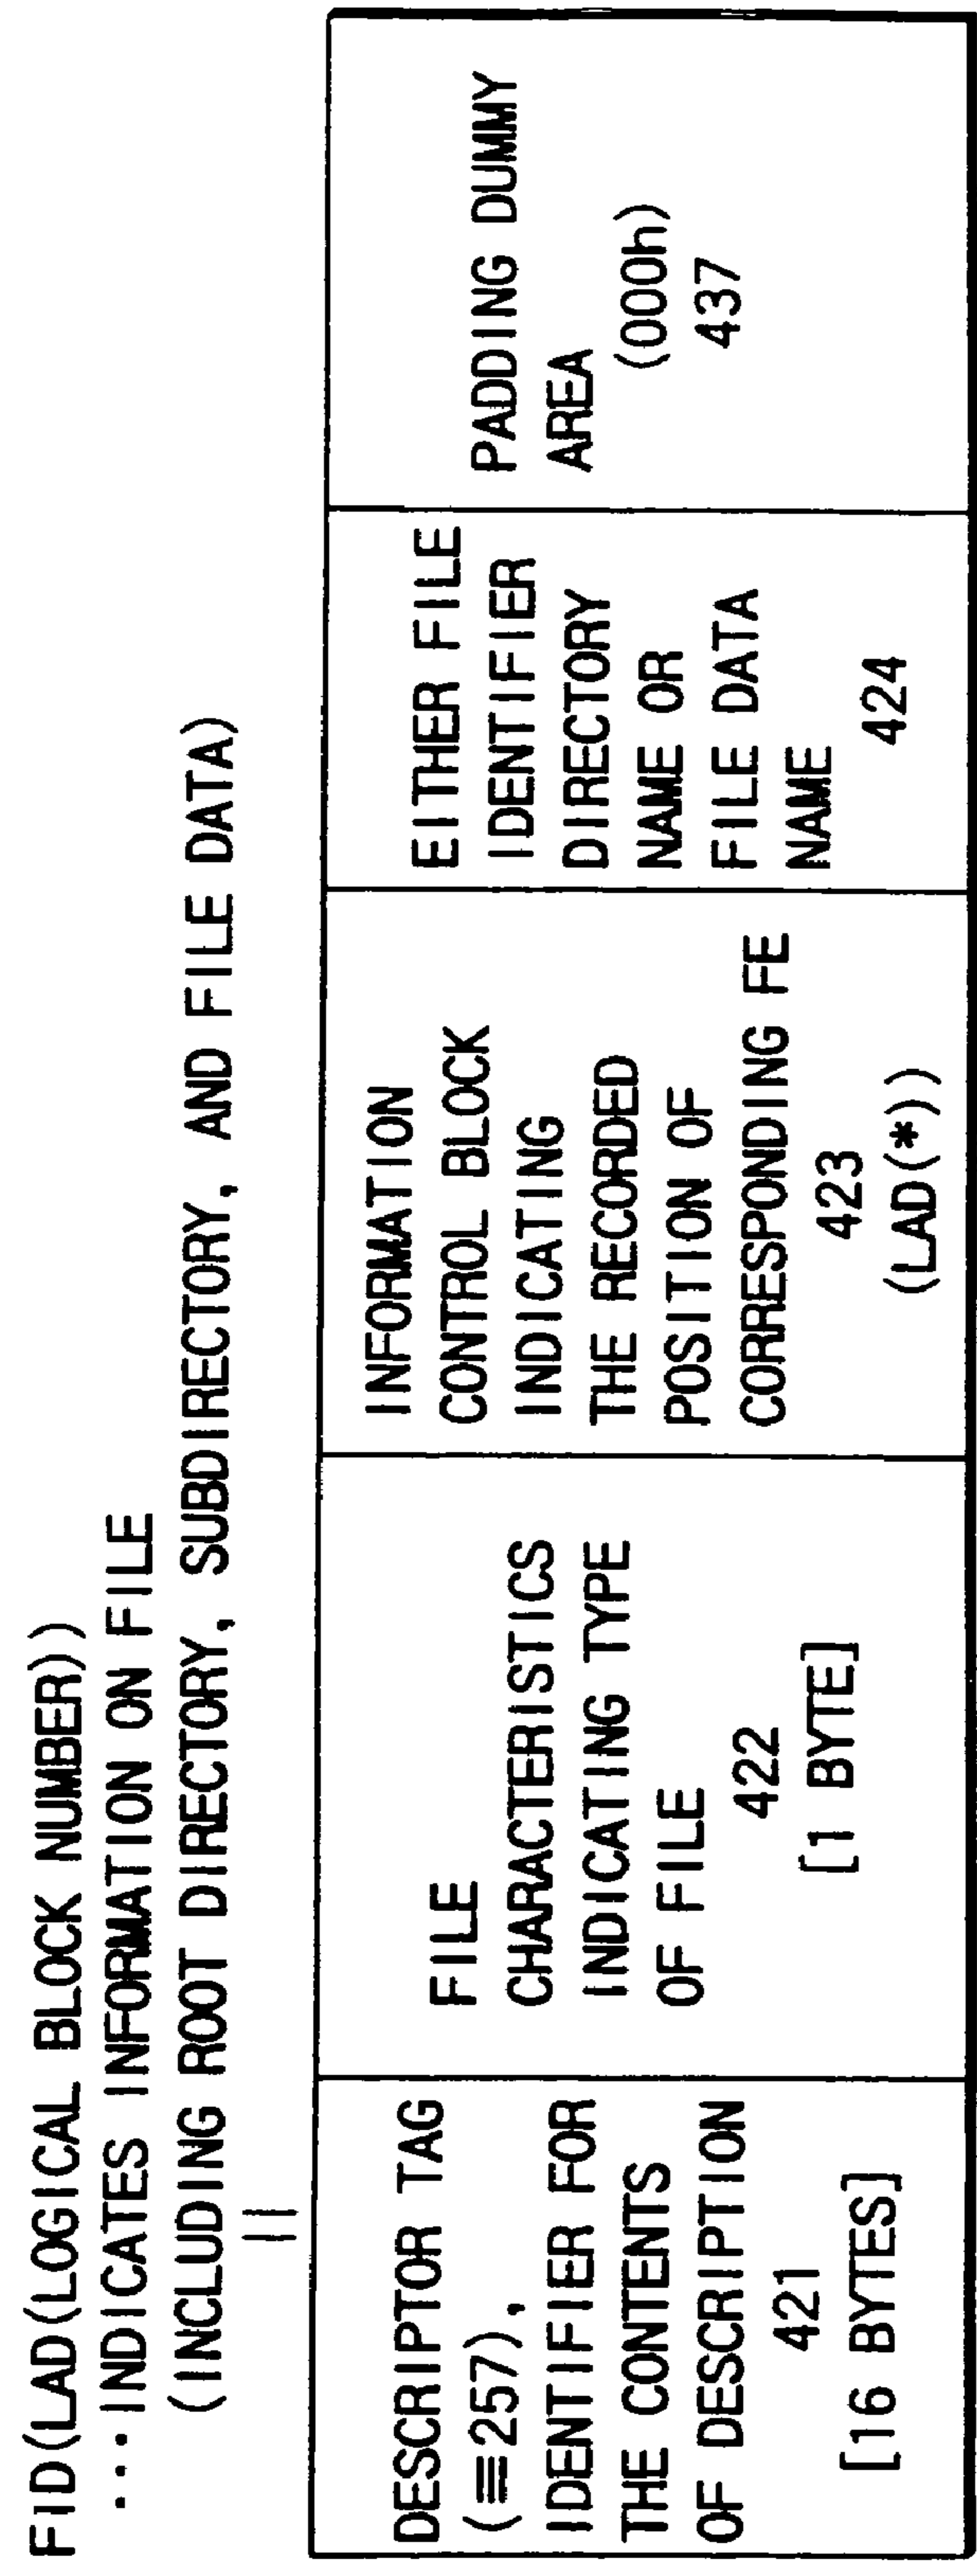 FID(LAD(LOGICAL BLOCK NUMBER))
···INDICATES INFORMATION ON FILE
(INCLUDING ROOT DIRECTORY, SUBDIRECTORY, AND FILE DATA)
=
DESCRIPTOR TAG
(≡257),
IDENTIFIER FOR
THE CONTENTS
OF DESCRIPTION
421
[16 BYTES]
FILE
CHARACTERISTICS
INDICATING TYPE
OF FILE
422
[1 BYTE]
INFORMATION
CONTROL BLOCK
INDICATING
THE RECORDED
POSITION OF
CORRESPONDING FE
423
(LAD(*))
EITHER FILE
IDENTIFIER
DIRECTORY
NAME OR
FILE DATA
NAME
424
PADDING DUMMY
AREA
(000h)
437